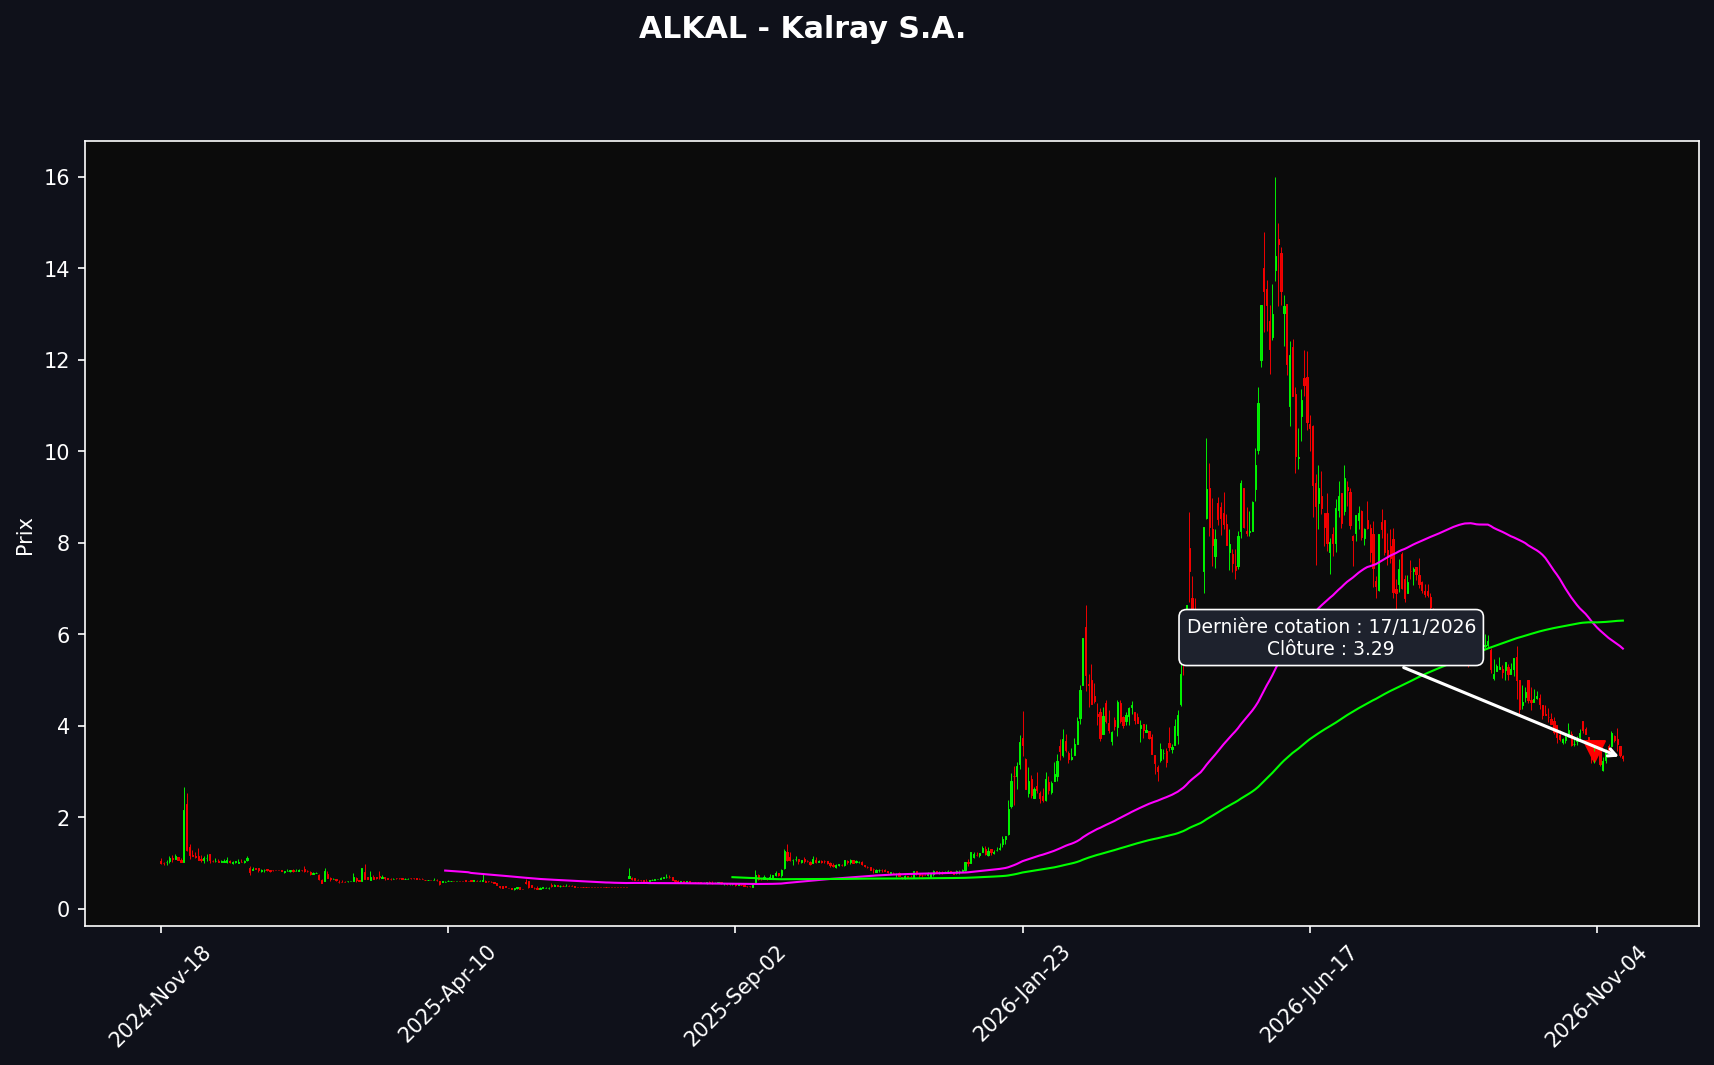 ALKAL - Kalray S.A.
Prix
16
14
12
10
8
6
4
2
0
Dernière cotation : 17/11/2026
Clôture : 3.29
2024-Nov-18
2025-Apr-10
2025-Sep-02
2026-Jan-23
2026-Jun-17
2026-Nov-04